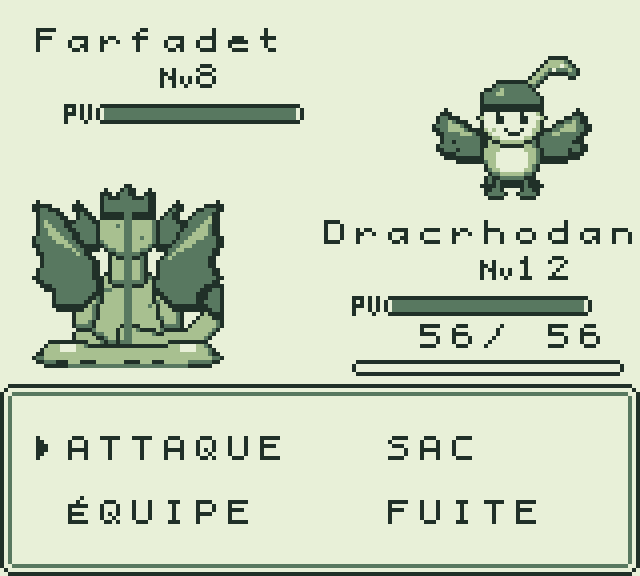 Farfadet
Nv8
PV
Dracrhodan
Nv12
PV
56/ 56
ATTAQUE SAC
ÉQUIPE FUITE